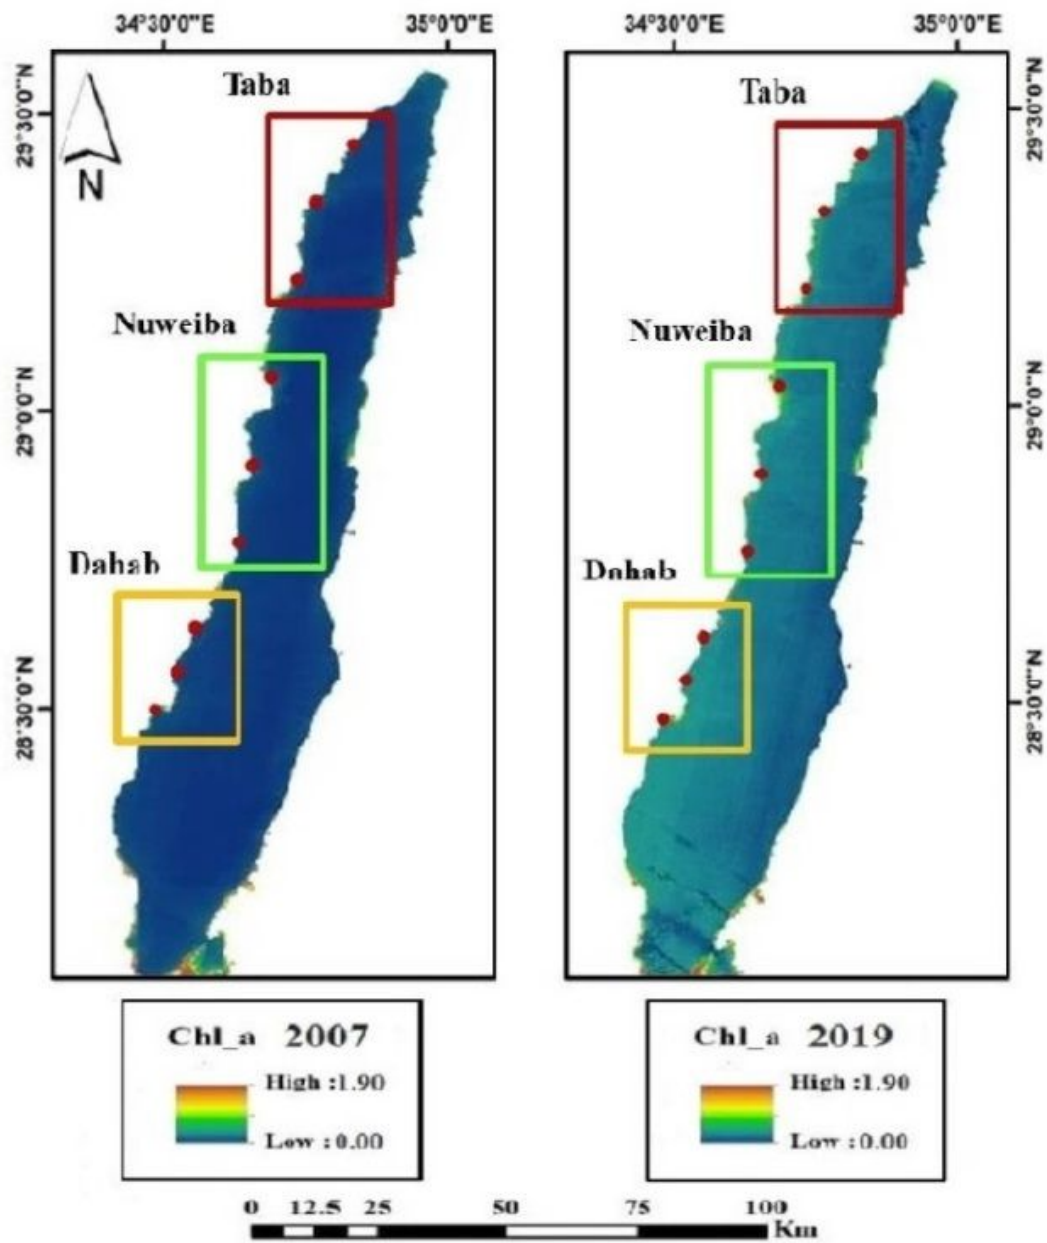 34°30'0"E 35°0'0"E 34°30'0"E 35°0'0"E
Taba Taba
29°30'0"N 29°30'0"N
N
Nuweiba Nuweiba
29°0'0"N 29°0'0"N
Dahab Dahab
28°30'0"N 28°30'0"N
Chl_a 2007 Chl_a 2019
High :1.90 High :1.90
Low : 0.00 Low : 0.00
0 12.5 25 50 75 100
Km